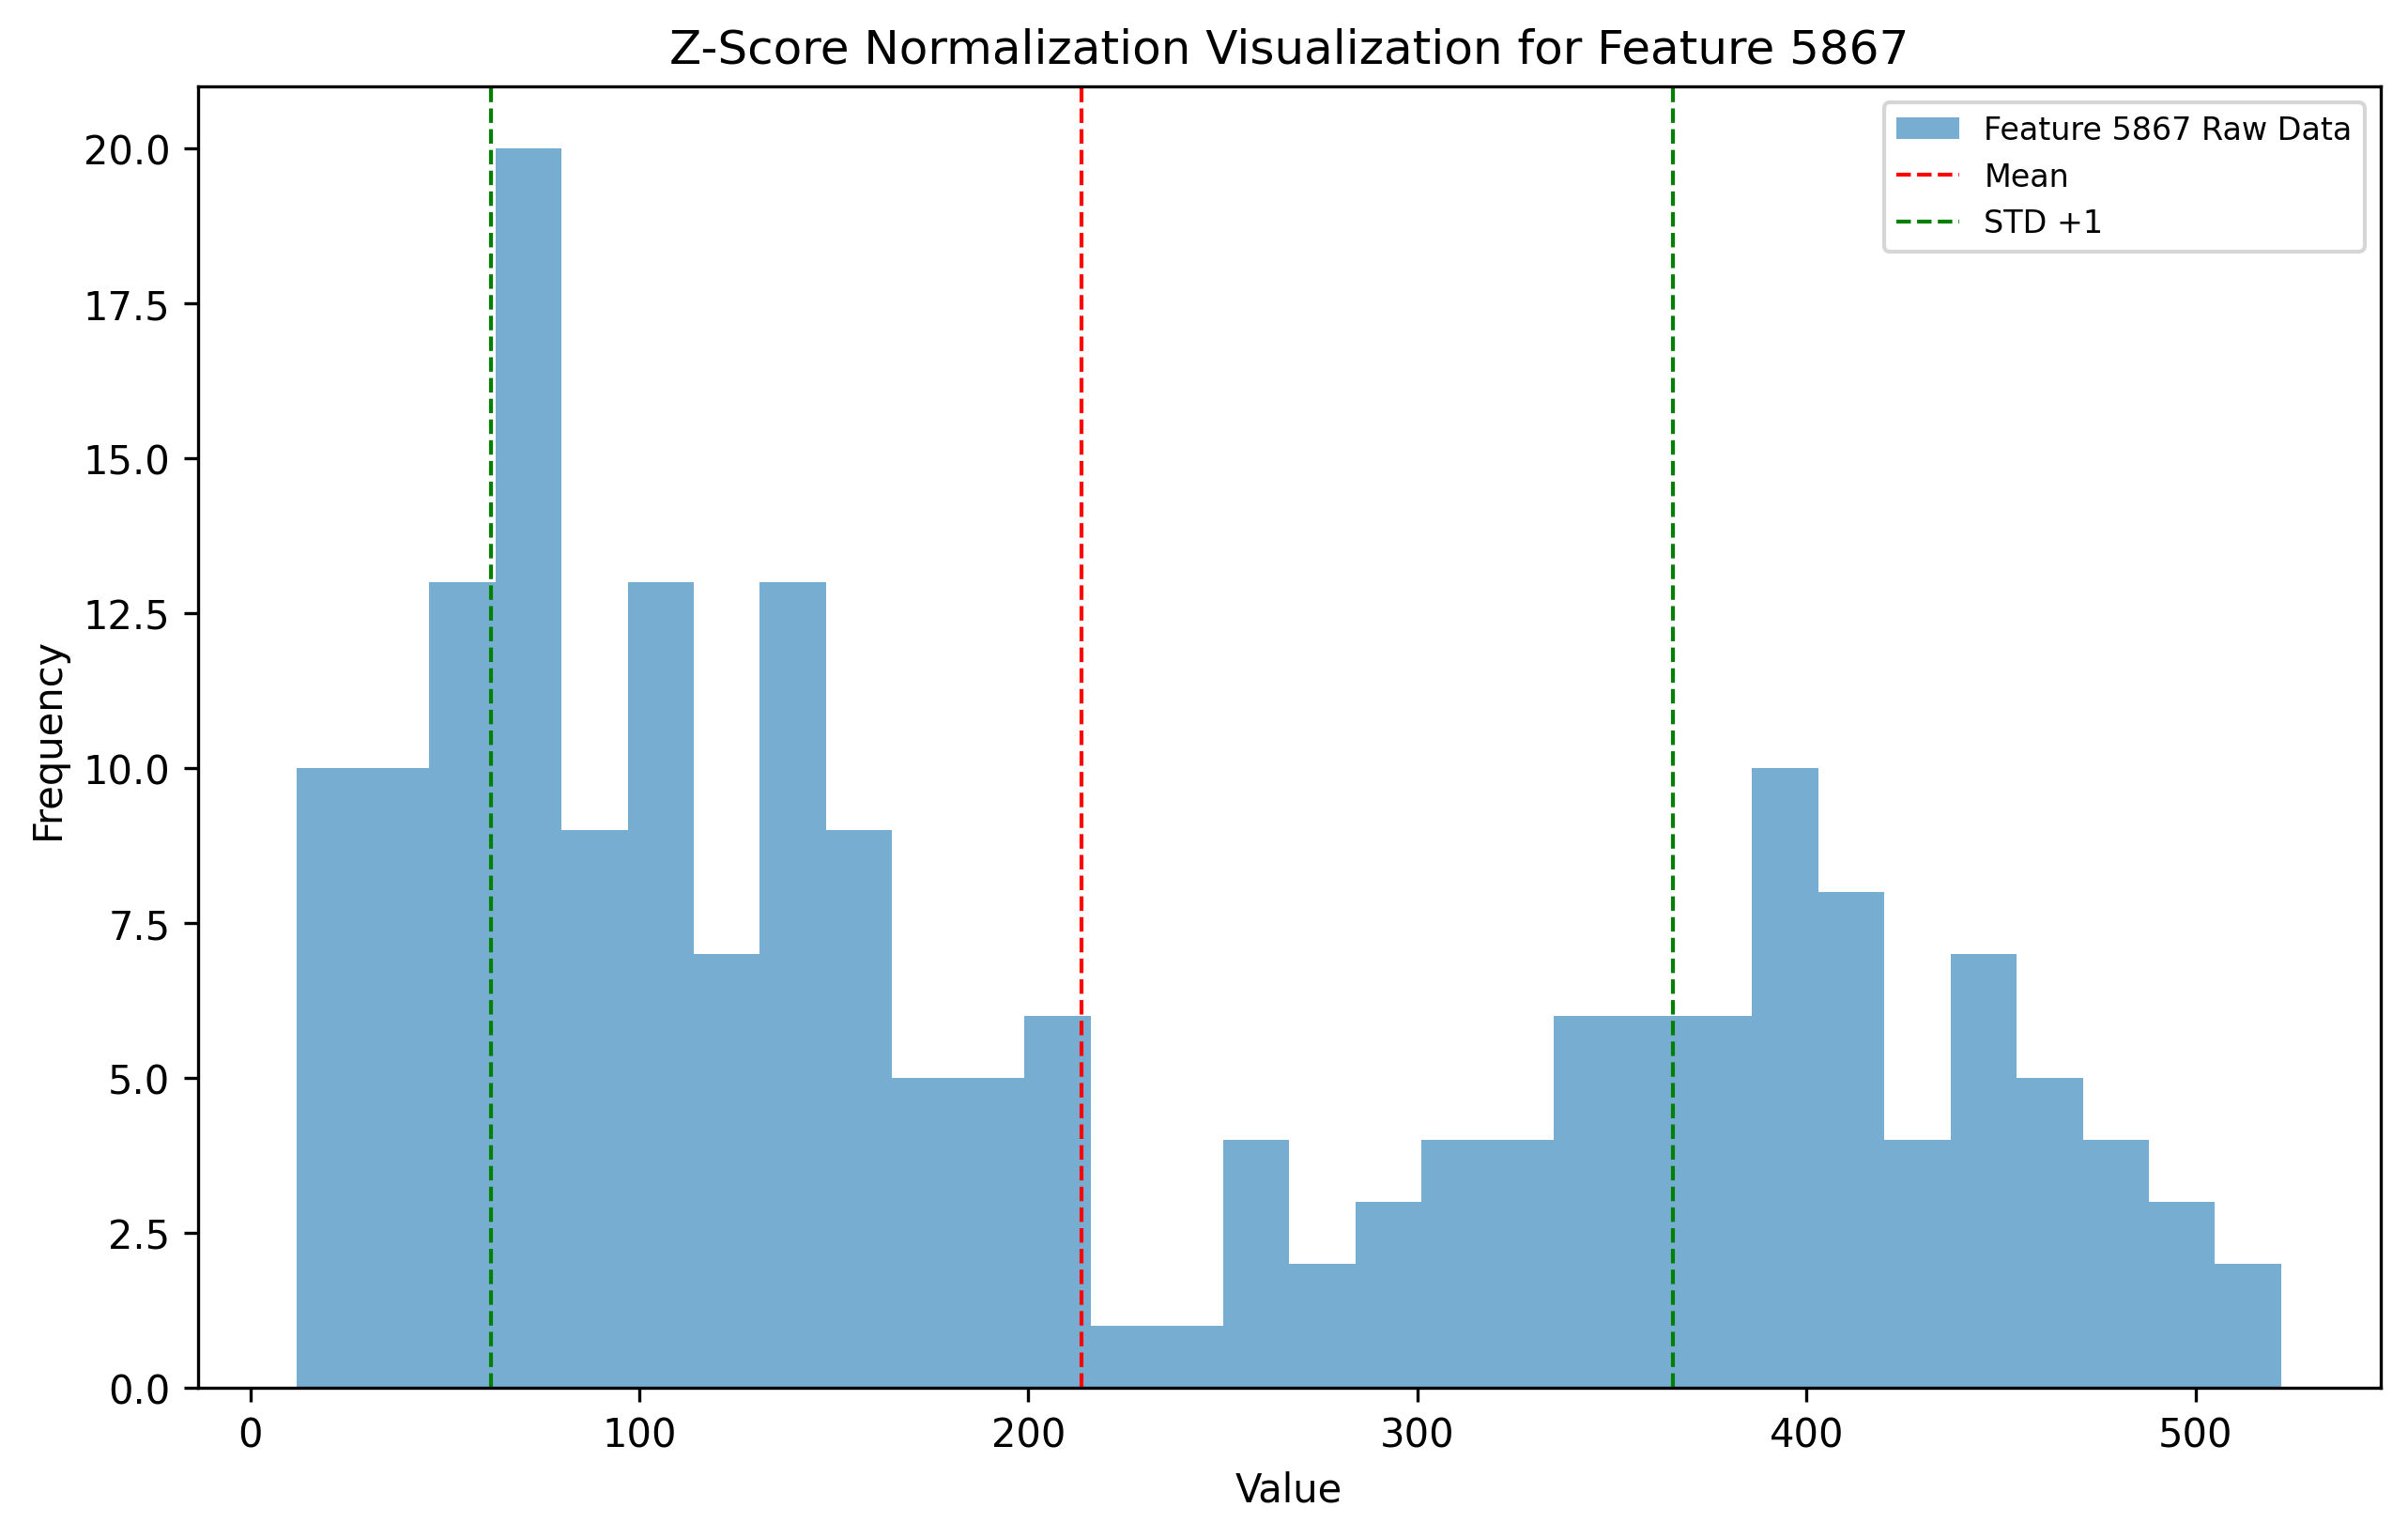 Z-Score Normalization Visualization for Feature 5867
Feature 5867 Raw Data
Mean
STD +1
20.0
17.5
15.0
12.5
10.0
7.5
5.0
2.5
0.0
Frequency
0 100 200 300 400 500
Value